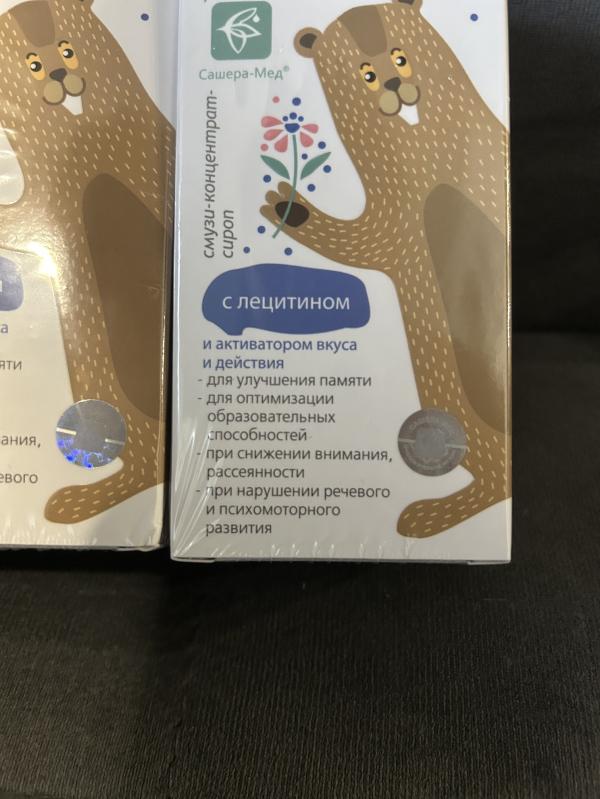 Сашера-Мед®
смузи-концентрат-
сироп
с лецитином
и активатором вкуса
и действия
- для улучшения памяти
- для оптимизации
образовательных
способностей
- при снижении внимания,
рассеянности
- при нарушении речевого
и психомоторного
развития